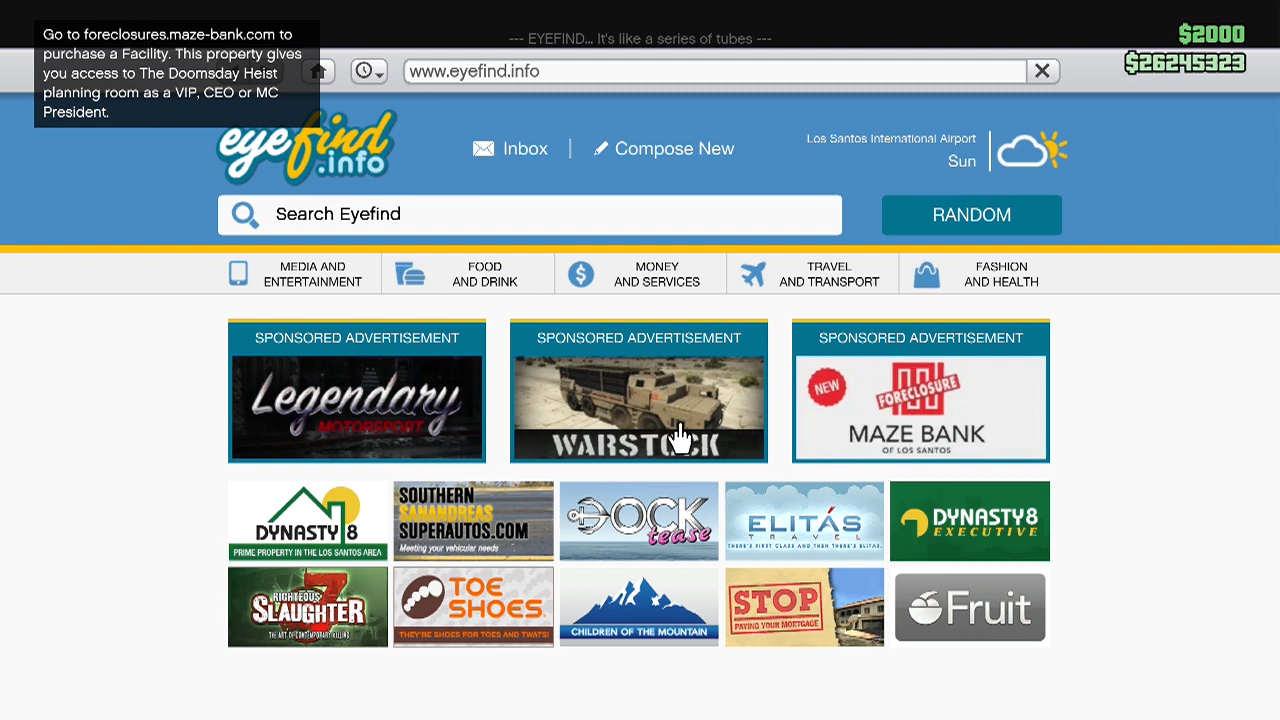 Go to foreclosures.maze-bank.com to
purchase a Facility. This property gives
you access to The Doomsday Heist
planning room as a VIP, CEO or MC
President.
--- EYEFIND... It's like a series of tubes ---
$2000
$26245323
www.eyefind.info
eyefind
.info
Inbox
Compose New
Los Santos International Airport
Sun
Search Eyefind
RANDOM
MEDIA AND
ENTERTAINMENT
FOOD
AND DRINK
MONEY
AND SERVICES
TRAVEL
AND TRANSPORT
FASHION
AND HEALTH
SPONSORED ADVERTISEMENT
Legendary
MOTORSPORT
SPONSORED ADVERTISEMENT
WARSTOCK
SPONSORED ADVERTISEMENT
NEW
FORECLOSURE
MAZE BANK
OF LOS SANTOS
DYNASTY 8
PRIME PROPERTY IN THE LOS SANTOS AREA
SOUTHERN
SANANDREAS
SUPERAUTOS.COM
Meeting your vehicular needs
DOCK
tease
ELITÁS
TRAVEL
THERE'S FIRST CLASS AND THEN THERE'S ELITAS.
DYNASTY 8
EXECUTIVE
RIGHTEOUS
SLAUGHTER
7
THE ART OF CONTEMPORARY KILLING
TOE
SHOES
THEY'RE SHOES FOR TOES AND TWATS!
CHILDREN OF THE MOUNTAIN
STOP
PAYING YOUR MORTGAGE
Fruit